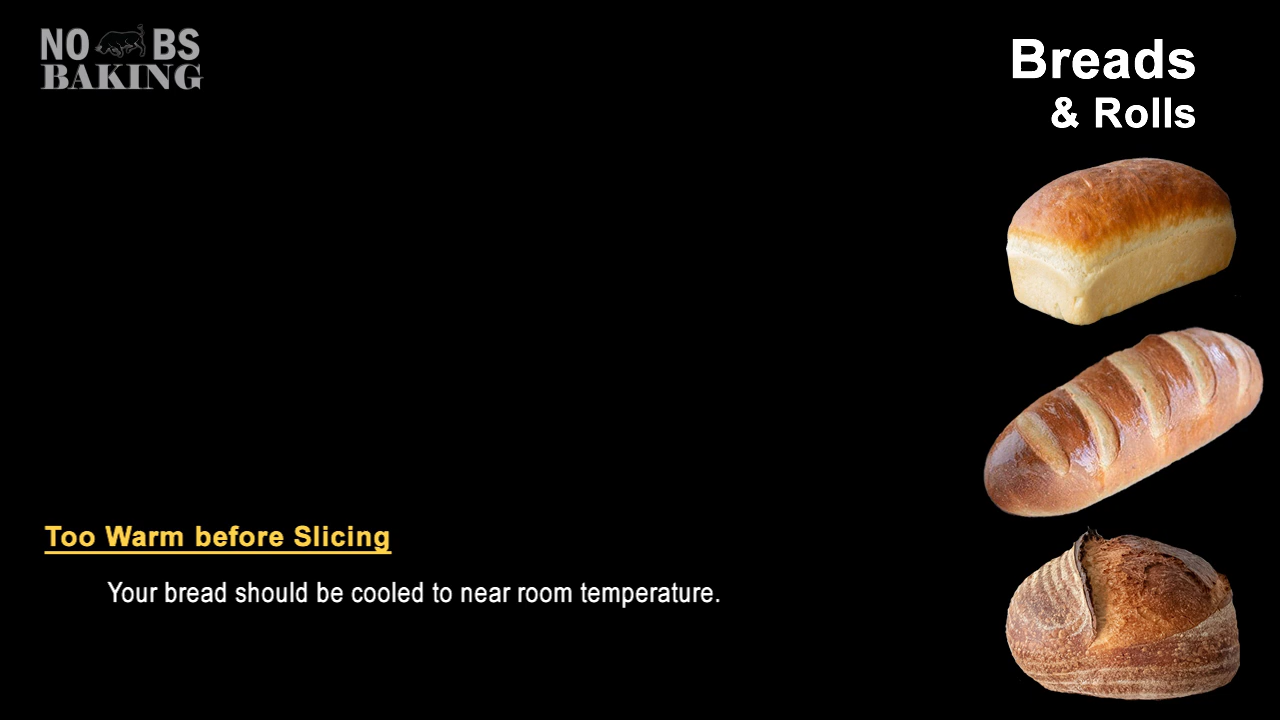 NO BS
BAKING
Breads
& Rolls
Too Warm before Slicing
Your bread should be cooled to near room temperature.